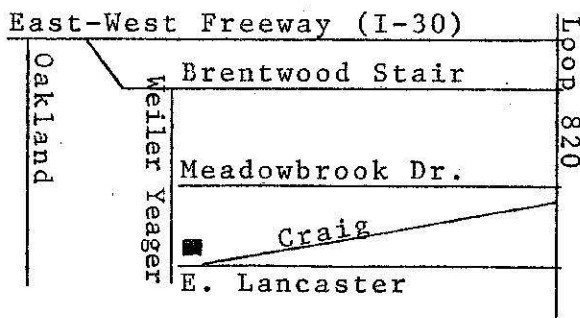 East-West Freeway (I-30)
Loop 820
Oakland
Brentwood Stair
Weiler Yeager
Meadowbrook Dr.
Craig
E. Lancaster